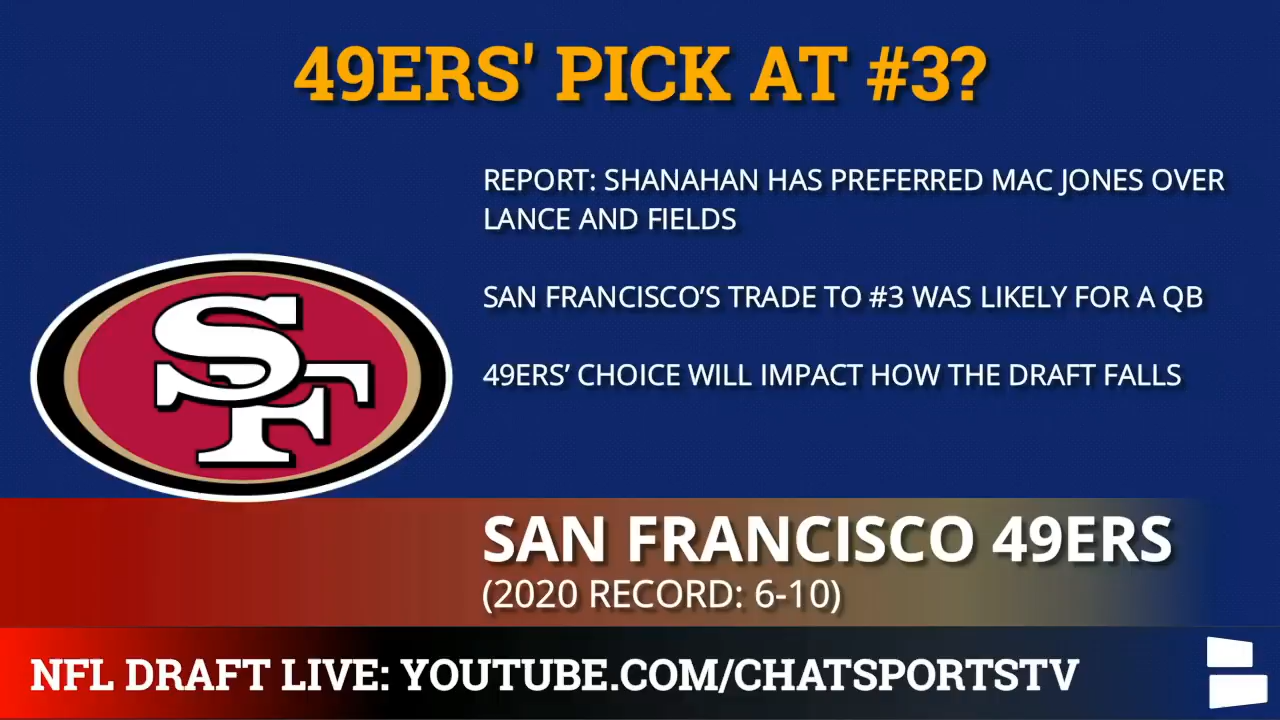 49ERS' PICK AT #3?
REPORT: SHANAHAN HAS PREFERRED MAC JONES OVER
LANCE AND FIELDS
SAN FRANCISCO’S TRADE TO #3 WAS LIKELY FOR A QB
49ERS’ CHOICE WILL IMPACT HOW THE DRAFT FALLS
SF
SAN FRANCISCO 49ERS
(2020 RECORD: 6-10)
NFL DRAFT LIVE: YOUTUBE.COM/CHATSPORTSTV